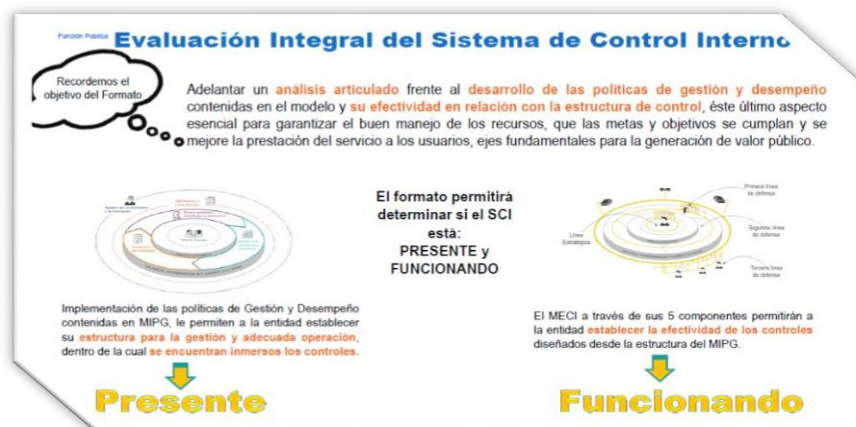 Función Pública
Evaluación Integral del Sistema de Control Interno
Recordemos el
objetivo del Formato
Adelantar un análisis articulado frente al desarrollo de las políticas de gestión y desempeño
contenidas en el modelo y su efectividad en relación con la estructura de control, éste último aspecto
esencial para garantizar el buen manejo de los recursos, que las metas y objetivos se cumplan y se
mejore la prestación del servicio a los usuarios, ejes fundamentales para la generación de valor público.
El formato permitirá
determinar si el SCI
está:
PRESENTE y
FUNCIONANDO
Primera línea
de defensa
Línea
Estratégica
Segunda línea
de defensa
Tercera línea
de defensa
Implementación de las políticas de Gestión y Desempeño
contenidas en MIPG, le permiten a la entidad establecer
su estructura para la gestión y adecuada operación,
dentro de la cual se encuentran inmersos los controles.
El MECI a través de sus 5 componentes permitirán a
la entidad establecer la efectividad de los controles
diseñados desde la estructura del MIPG.
Presente
Funcionando